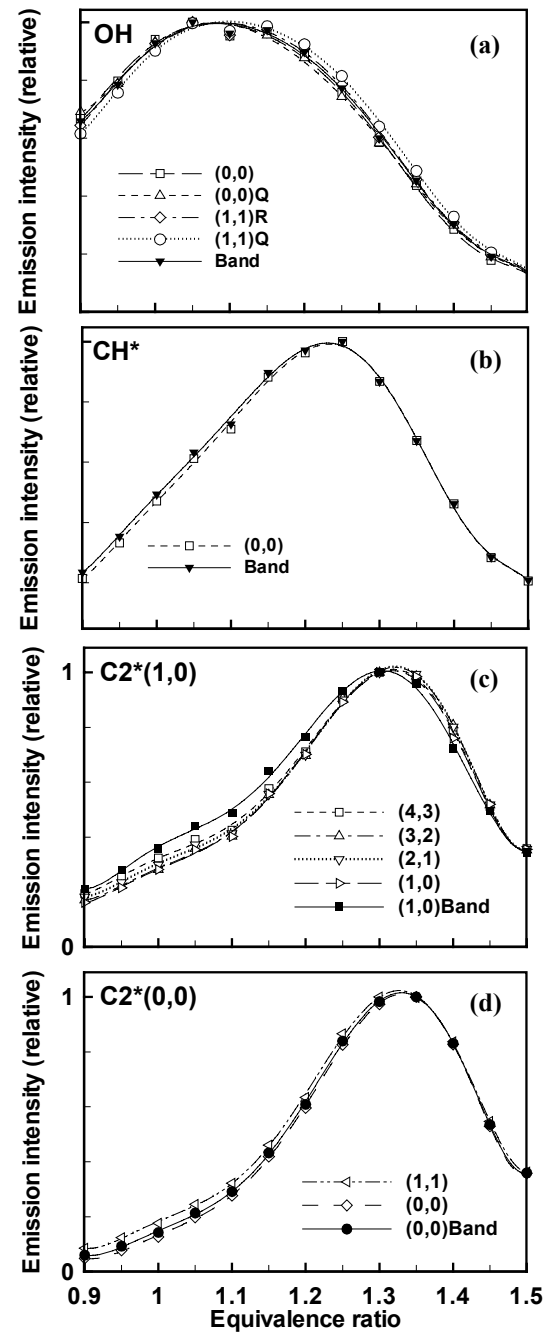 OH
(a)
Emission intensity (relative)
(0,0)
(0,0)Q
(1,1)R
(1,1)Q
Band
CH*
(b)
Emission intensity (relative)
(0,0)
Band
C2*(1,0)
(c)
1
Emission intensity (relative)
(4,3)
(3,2)
(2,1)
(1,0)
(1,0)Band
0
C2*(0,0)
(d)
1
Emission intensity (relative)
(1,1)
(0,0)
(0,0)Band
0
0.9 1 1.1 1.2 1.3 1.4 1.5
Equivalence ratio